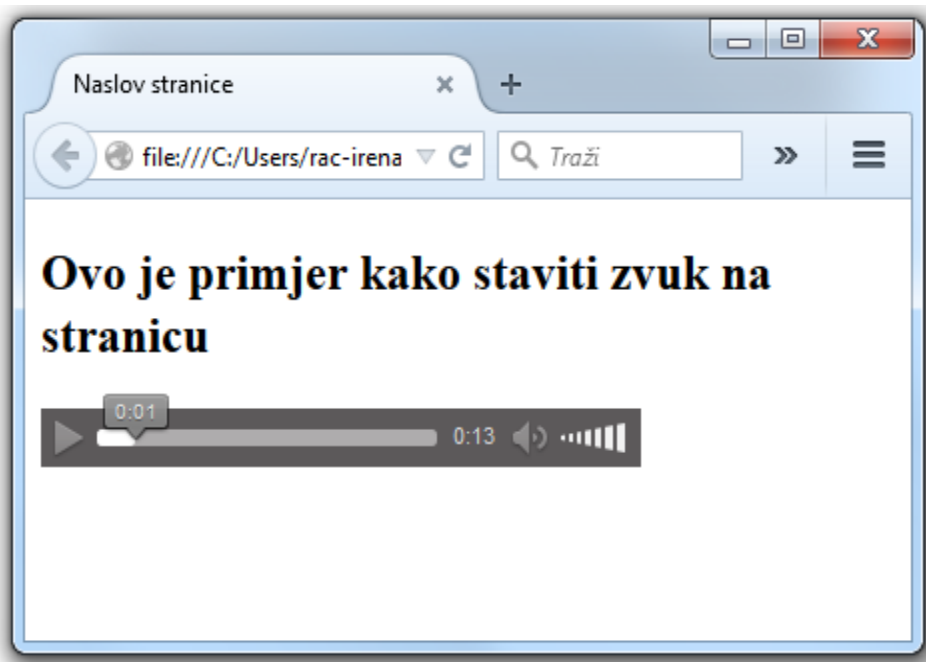 Naslov stranice
file:///C:/Users/rac-irena
Traži
Ovo je primjer kako staviti zvuk na
stranicu
0:01
0:13